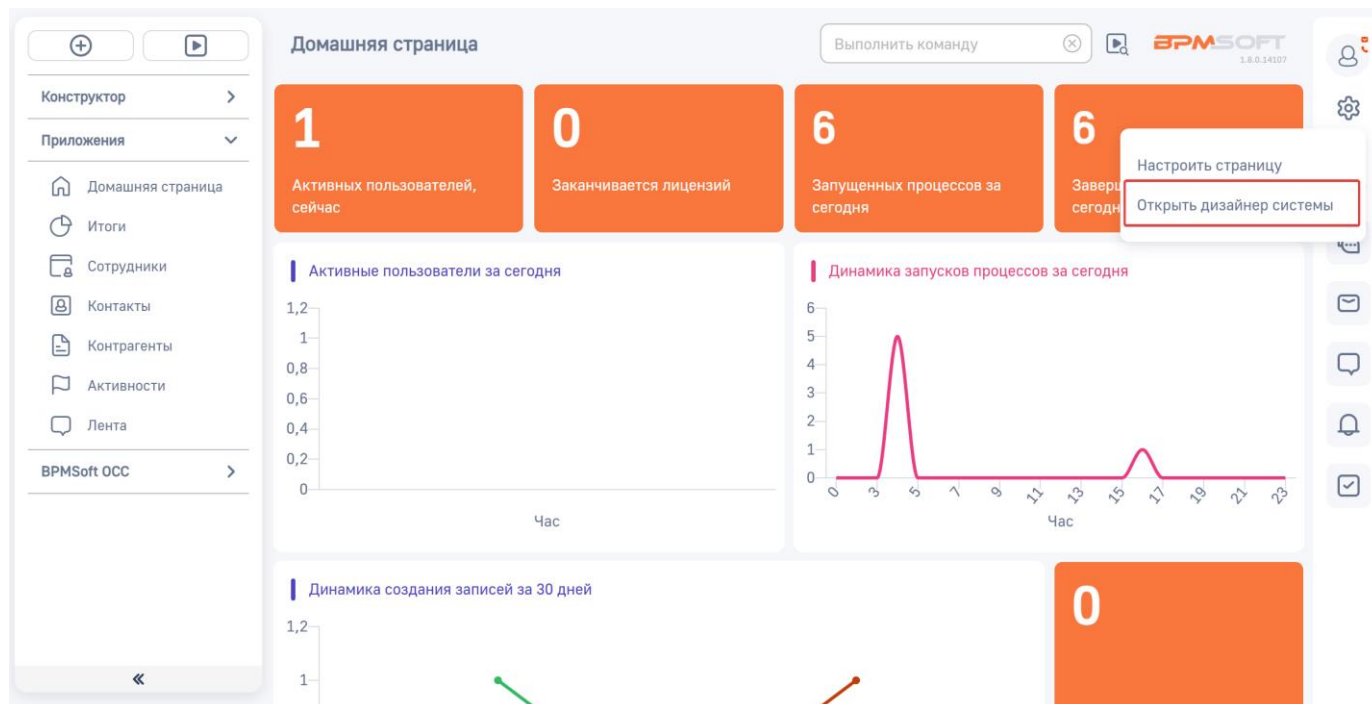 Домашняя страница
Выполнить команду
BPMSOFT
1.8.0.14107
Конструктор
Приложения
Домашняя страница
Итоги
Сотрудники
Контакты
Контрагенты
Активности
Лента
BPMSoft ОСС
1
Активных пользователей,
сейчас
0
Заканчивается лицензий
6
Запущенных процессов за
сегодня
6
Настроить страницу
Открыть дизайнер системы
Активные пользователи за сегодня
1,2
1
0,8
0,6
0,4
0,2
0
Час
Динамика запусков процессов за сегодня
6
5
4
3
2
1
0
0 3 5 7 9 11 13 15 17 19 21 23
Час
Динамика создания записей за 30 дней
1,2
1
0